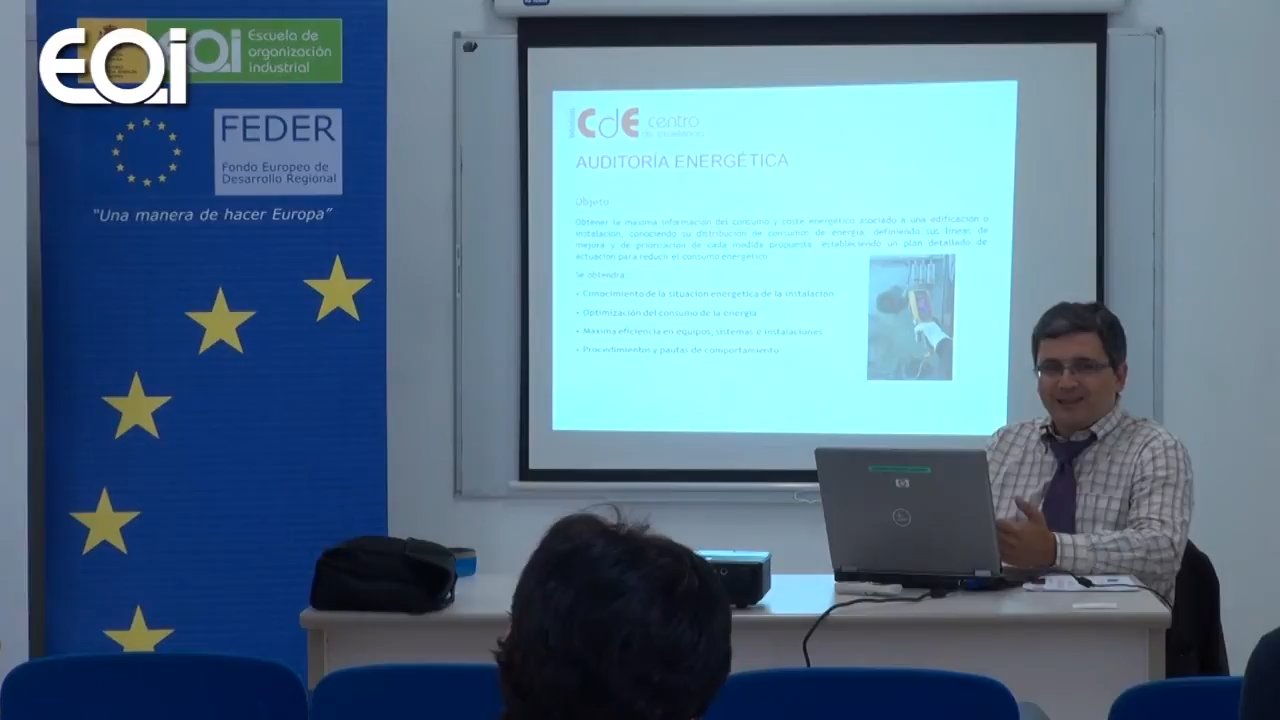 EOi
eoi
Escuela de
organización
industrial
FEDER
Fondo Europeo de
Desarrollo Regional
“Una manera de hacer Europa”
CdE centro
de excelencia
AUDITORÍA ENERGÉTICA
Objeto
Obtener la máxima información del consumo y coste energético asociado a una edificación o
instalación, conociendo su distribución de consumos de energía, definiendo sus líneas de
mejora y de priorización de cada medida propuesta, estableciendo un plan detallado de
actuación para reducir el consumo energético.
Se obtendrá:
• Conocimiento de la situación energética de la instalación
• Optimización del consumo de la energía
• Máxima eficiencia en equipos, sistemas e instalaciones
• Procedimientos y pautas de comportamiento
hp